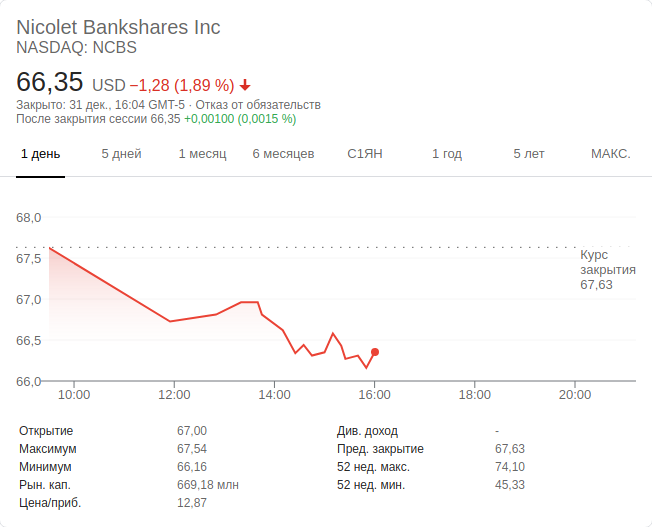 Nicolet Bankshares Inc
NASDAQ: NCBS
66,35 USD −1,28 (1,89 %)
Закрыто: 31 дек., 16:04 GMT-5 · Отказ от обязательств
После закрытия сессии 66,35 +0,00100 (0,0015 %)
1 день 5 дней 1 месяц 6 месяцев С1ЯН 1 год 5 лет МАКС.
68,0
67,5
67,0
66,5
66,0
Курс
закрытия
67,63
10:00 12:00 14:00 16:00 18:00 20:00
Открытие 67,00 Див. доход -
Максимум 67,54 Пред. закрытие 67,63
Минимум 66,16 52 нед. макс. 74,10
Рын. кап. 669,18 млн 52 нед. мин. 45,33
Цена/приб. 12,87